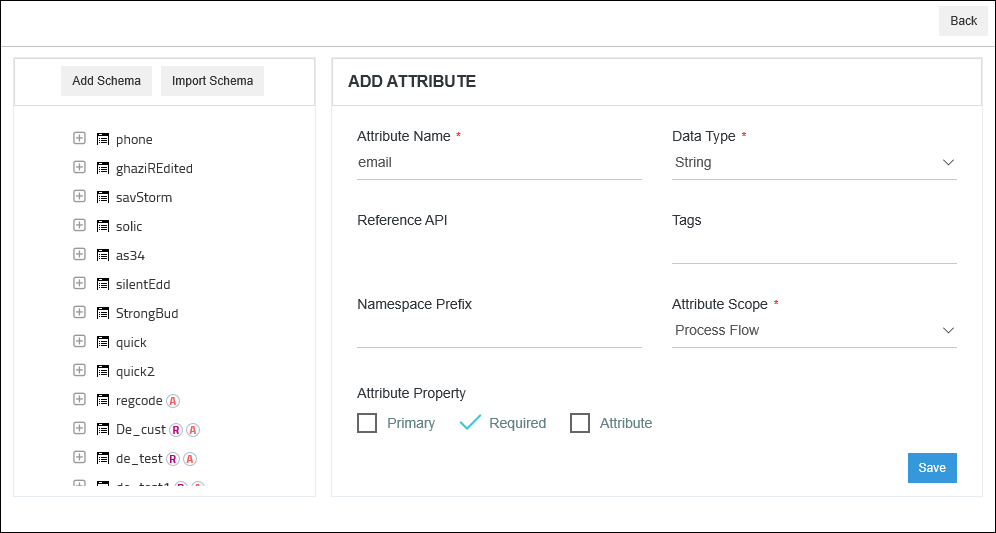 Back
Add Schema Import Schema
phone
ghaziREdited
savStorm
solic
as34
silentEdd
StrongBud
quick
quick2
regcode A
De_cust R A
de_test R A
de_test1 R A
ADD ATTRIBUTE
Attribute Name * Data Type *
email String
Reference API Tags
Namespace Prefix Attribute Scope *
Process Flow
Attribute Property
Primary Required Attribute
Save